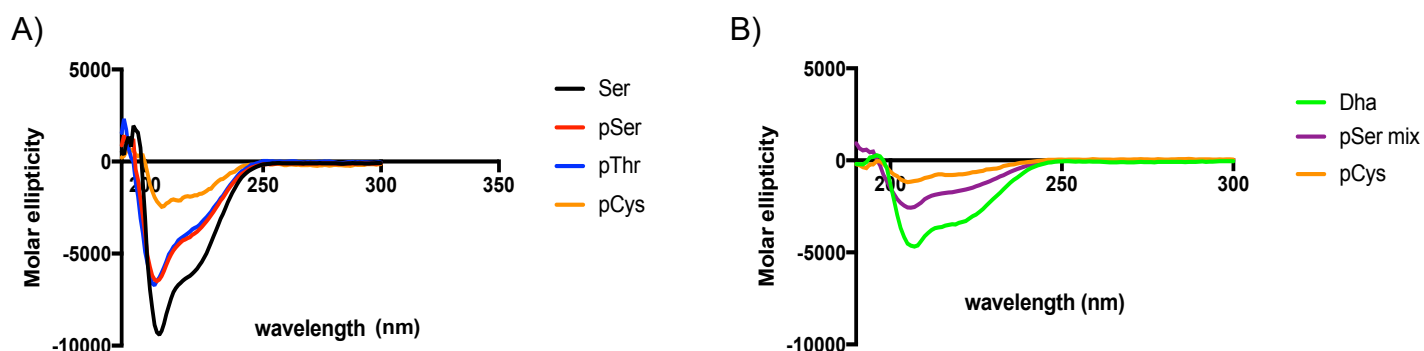 A)
Molar ellipticity
5000
0
-5000
-10000
200
250
300
350
wavelength (nm)
Ser
pSer
pThr
pCys
B)
Molar ellipticity
5000
0
-5000
-10000
200
250
300
wavelength (nm)
Dha
pSer mix
pCys